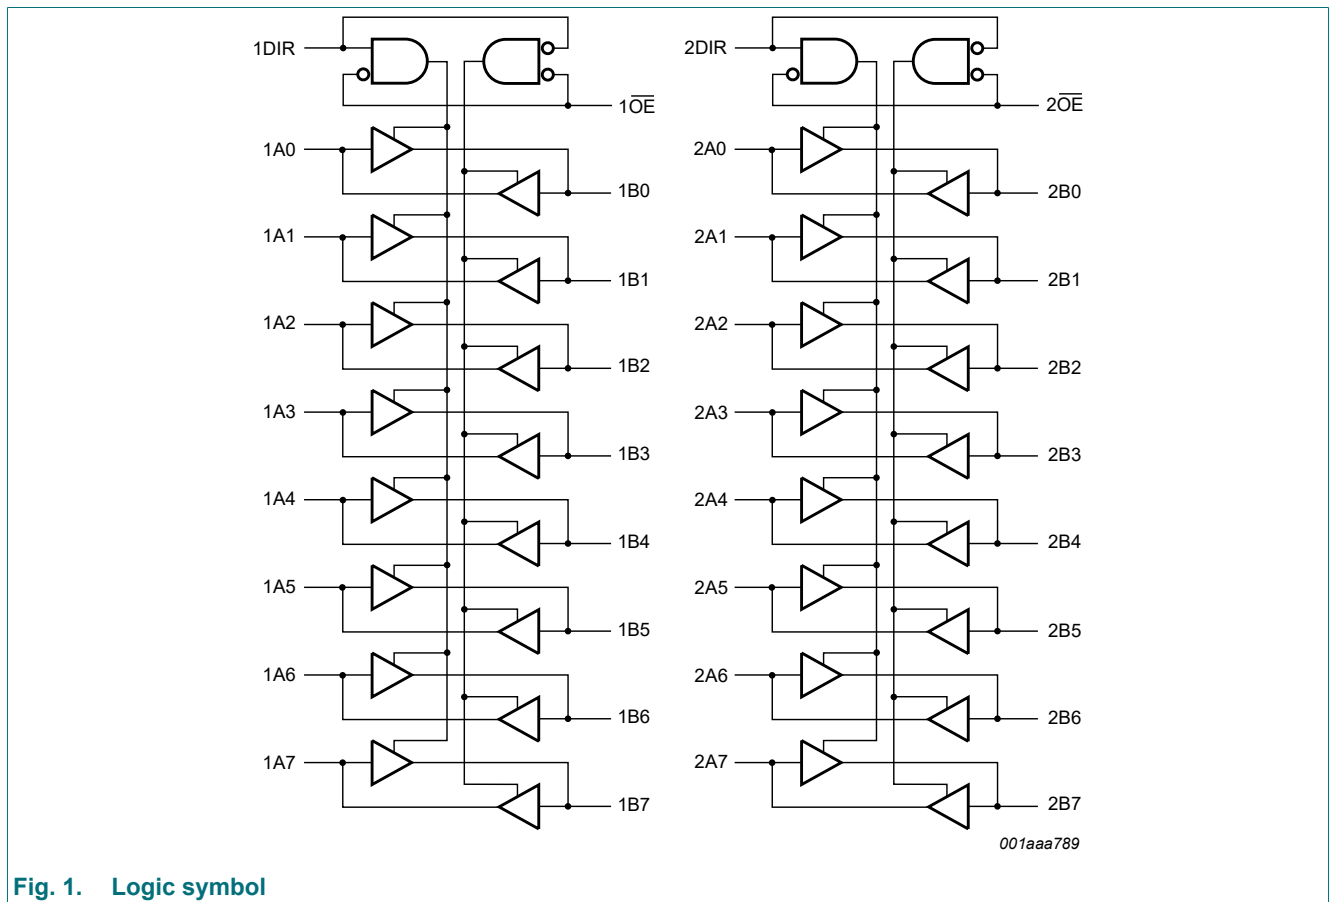 1DIR
1OE
1A0
1B0
1A1
1B1
1A2
1B2
1A3
1B3
1A4
1B4
1A5
1B5
1A6
1B6
1A7
1B7
2DIR
2OE
2A0
2B0
2A1
2B1
2A2
2B2
2A3
2B3
2A4
2B4
2A5
2B5
2A6
2B6
2A7
2B7
001aaa789
Fig. 1. Logic symbol